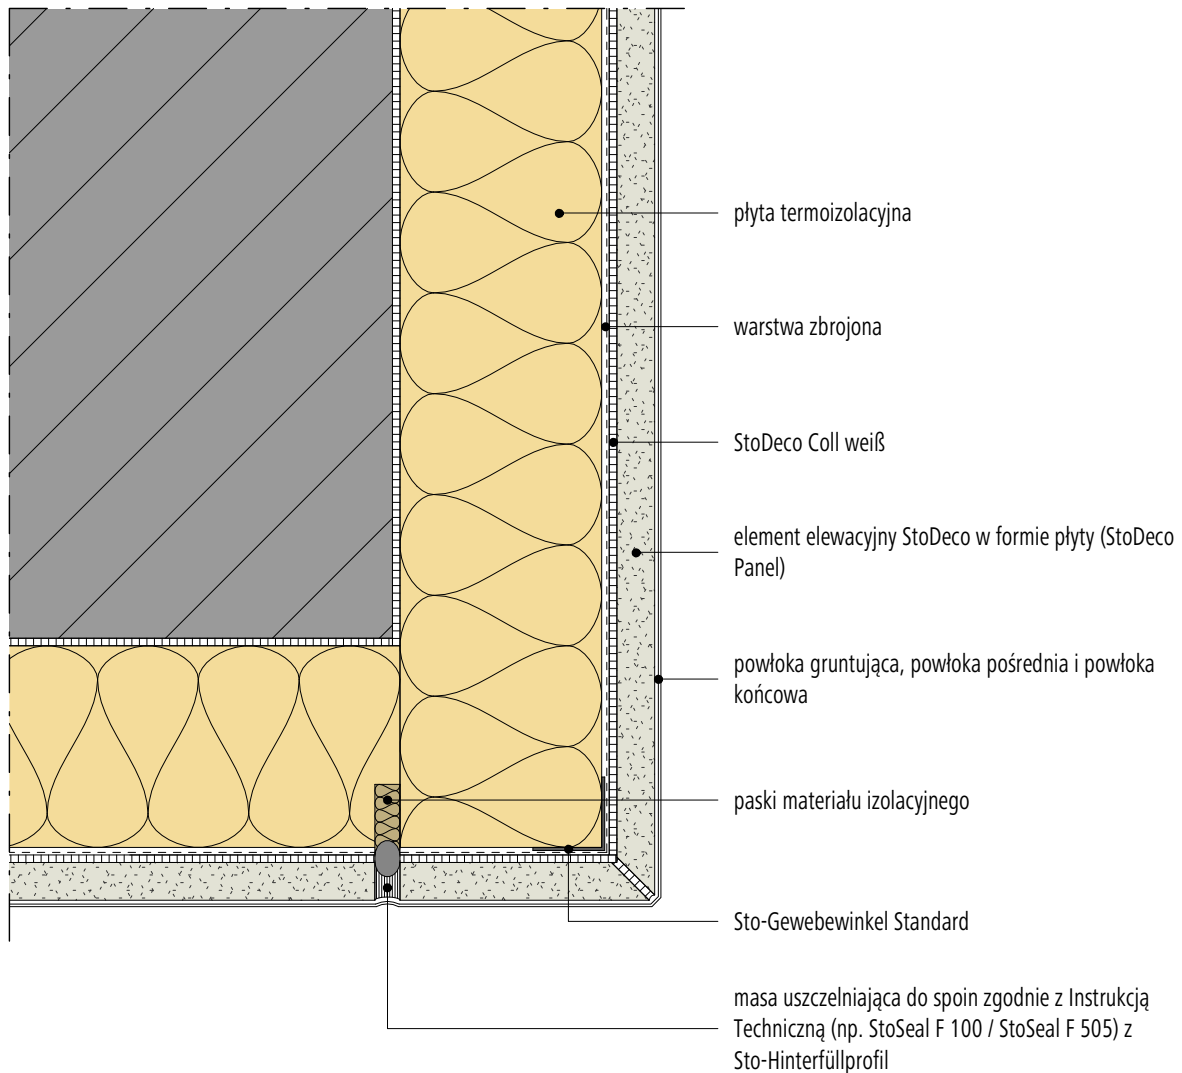 płyta termoizolacyjna
warstwa zbrojona
StoDeco Coll weiß
element elewacyjny StoDeco w formie płyty (StoDeco
Panel)
powłoka gruntująca, powłoka pośrednia i powłoka
końcowa
paski materiału izolacyjnego
Sto-Gewebewinkel Standard
masa uszczelniająca do spoin zgodnie z Instrukcją
Techniczną (np. StoSeal F 100 / StoSeal F 505) z
Sto-Hinterfüllprofil